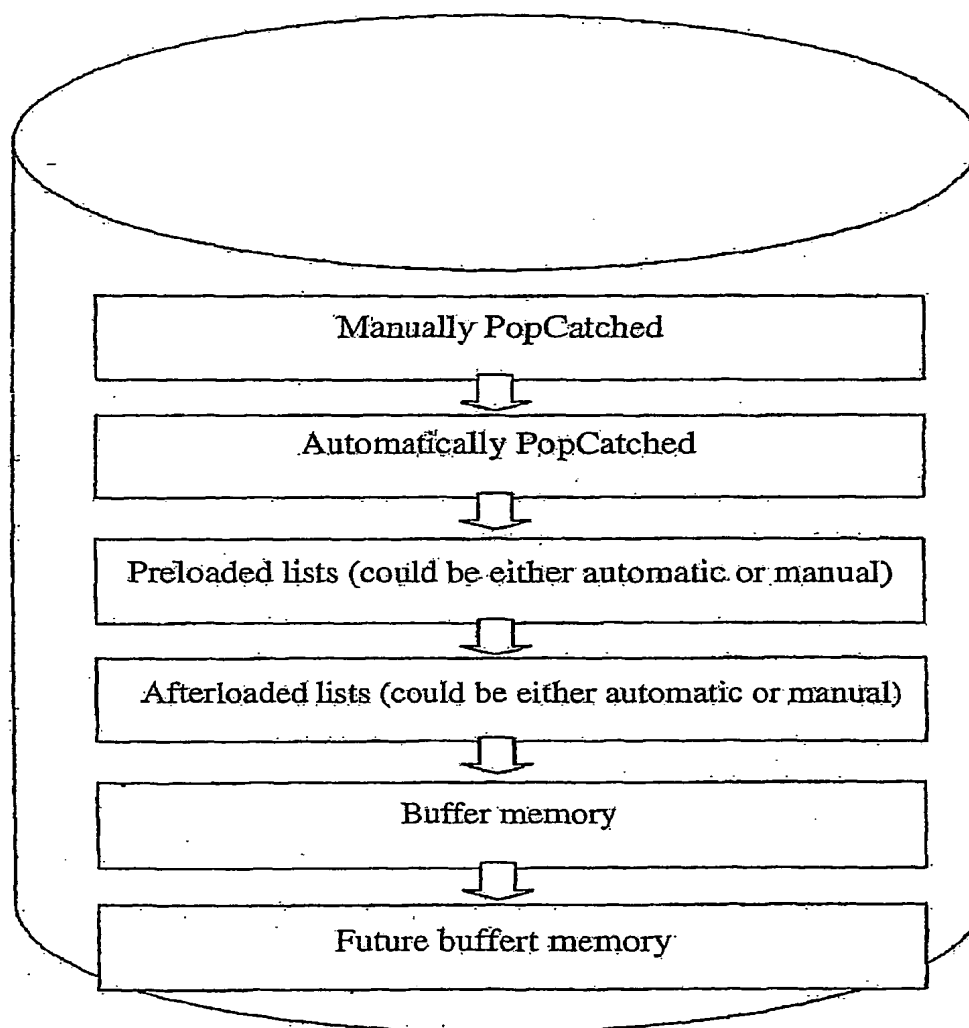 Manually PopCatched
Automatically PopCatched
Preloaded lists (could be either automatic or manual)
Afterloaded lists (could be either automatic or manual)
Buffer memory
Future buffert memory